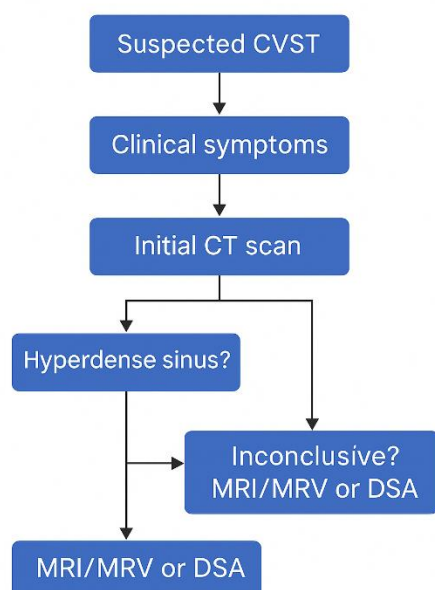 Suspected CVST
Clinical symptoms
Initial CT scan
Hyperdense sinus?
Inconclusive?
MRI/MRV or DSA
MRI/MRV or DSA